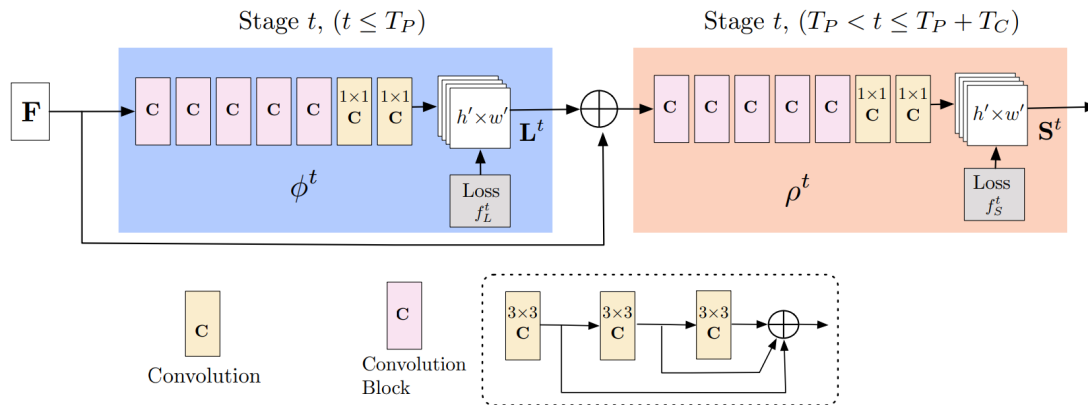 Stage t, (t ≤ T_P)
Stage t, (T_P < t ≤ T_P + T_C)
F
C C C C C 1×1 C 1×1 C
h′×w′
L^t
Loss
f_L^t
ϕ^t
C C C C C 1×1 C 1×1 C
h′×w′
S^t
Loss
f_S^t
ρ^t
C
Convolution
C
Convolution
Block
3×3 3×3 3×3
C C C